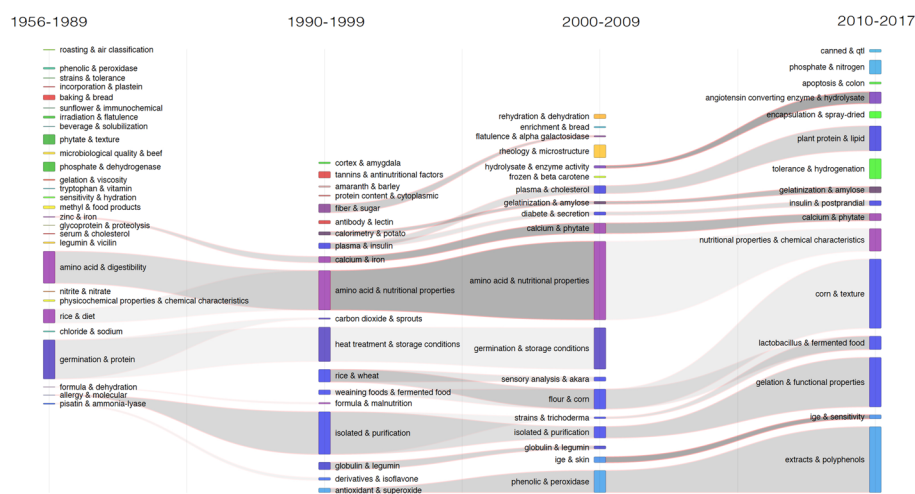 1956-1989
1990-1999
2000-2009
2010-2017
roasting & air classification
phenolic & peroxidase
strains & tolerance
incorporation & plastein
baking & bread
sunflower & immunochemical
irradiation & flatulence
beverage & solubilization
phytate & texture
microbiological quality & beef
phosphate & dehydrogenase
gelation & viscosity
tryptophan & vitamin
sensitivity & hydration
methyl & food products
zinc & iron
glycoprotein & proteolysis
serum & cholesterol
legumin & vicilin
amino acid & digestibility
nitrite & nitrate
physicochemical properties & chemical characteristics
rice & diet
chloride & sodium
germination & protein
formula & dehydration
allergy & molecular
pisatin & ammonia-lyase
cortex & amygdala
tannins & antinutritional factors
amaranth & barley
protein content & cytoplasmic
fiber & sugar
antibody & lectin
calorimetry & potato
plasma & insulin
calcium & iron
amino acid & nutritional properties
carbon dioxide & sprouts
heat treatment & storage conditions
rice & wheat
weaining foods & fermented food
formula & malnutrition
isolated & purification
globulin & legumin
derivatives & isoflavone
antioxidant & superoxide
rehydration & dehydration
enrichment & bread
flatulence & alpha galactosidase
rheology & microstructure
hydrolysate & enzyme activity
frozen & beta carotene
plasma & cholesterol
gelatinization & amylose
diabete & secretion
calcium & phytate
amino acid & nutritional properties
germination & storage conditions
sensory analysis & akara
flour & corn
strains & trichoderma
isolated & purification
globulin & legumin
ige & skin
phenolic & peroxidase
canned & qtl
phosphate & nitrogen
apoptosis & colon
angiotensin converting enzyme & hydrolysate
encapsulation & spray-dried
plant protein & lipid
tolerance & hydrogenation
gelatinization & amylose
insulin & postprandial
calcium & phytate
nutritional properties & chemical characteristics
corn & texture
lactobacillus & fermented food
gelation & functional properties
ige & sensitivity
extracts & polyphenols